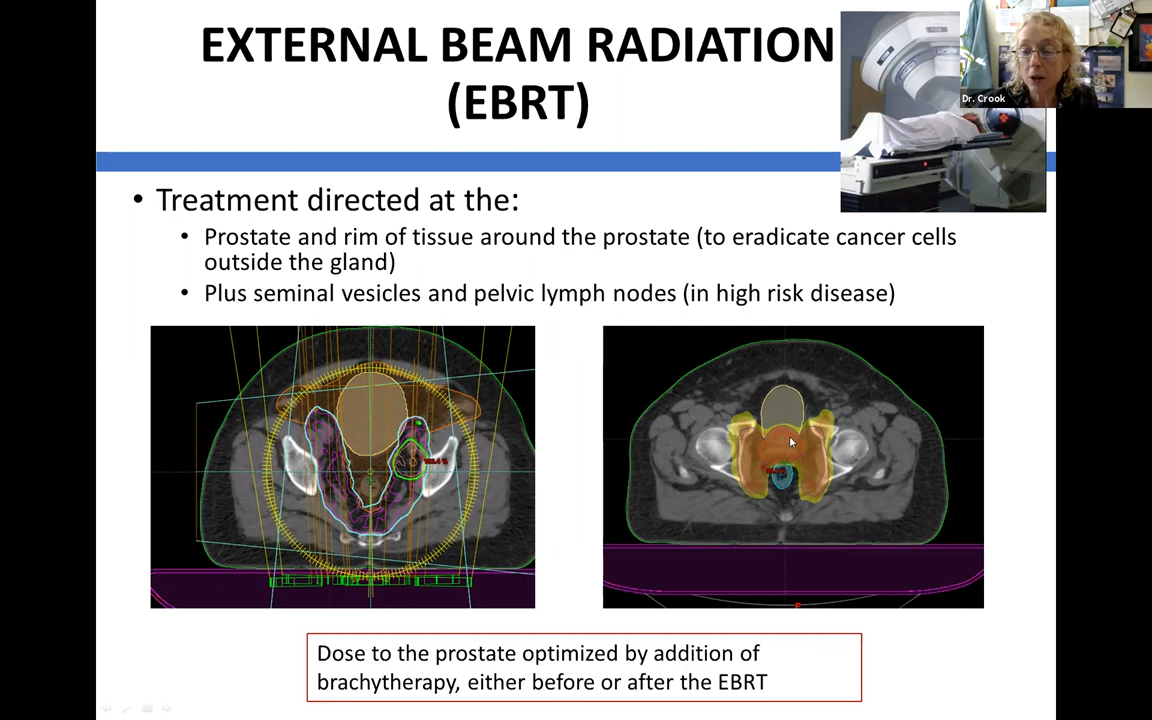 EXTERNAL BEAM RADIATION
(EBRT)
Dr. Crook
• Treatment directed at the:
• Prostate and rim of tissue around the prostate (to eradicate cancer cells
outside the gland)
• Plus seminal vesicles and pelvic lymph nodes (in high risk disease)
Dose to the prostate optimized by addition of
brachytherapy, either before or after the EBRT